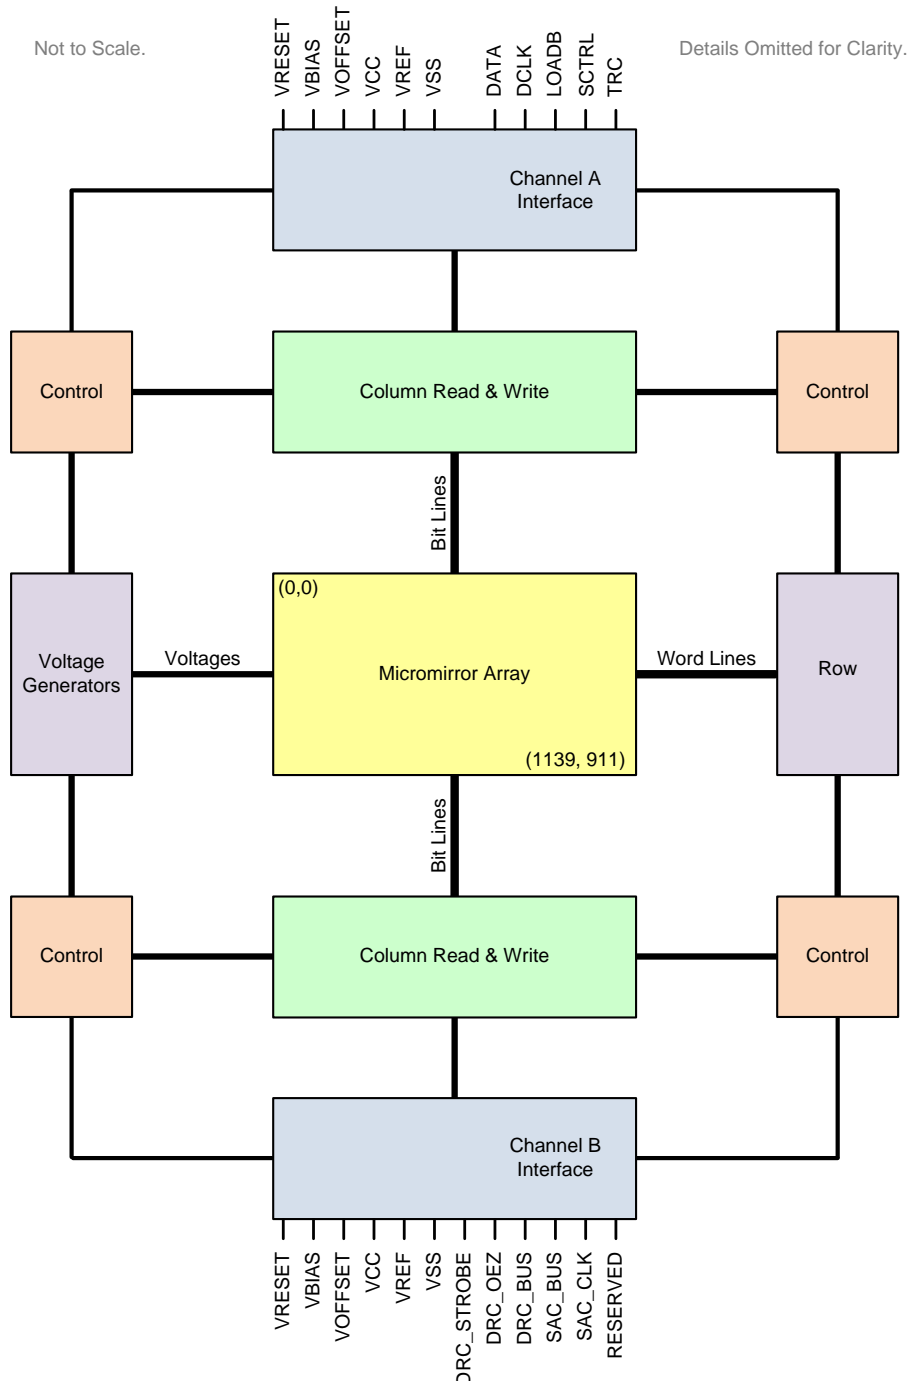 Not to Scale.
Details Omitted for Clarity.
VRESET
VBIAS
VOFFSET
VCC
VREF
VSS
DATA
DCLK
LOADB
SCTRL
TRC
Channel A
Interface
Control
Column Read & Write
Control
Bit Lines
(0,0)
Voltage
Generators
Voltages
Micromirror Array
Word Lines
Row
(1139, 911)
Bit Lines
Control
Column Read & Write
Control
Channel B
Interface
VRESET
VBIAS
VOFFSET
VCC
VREF
VSS
DRC_STROBE
DRC_OEZ
DRC_BUS
SAC_BUS
SAC_CLK
RESERVED